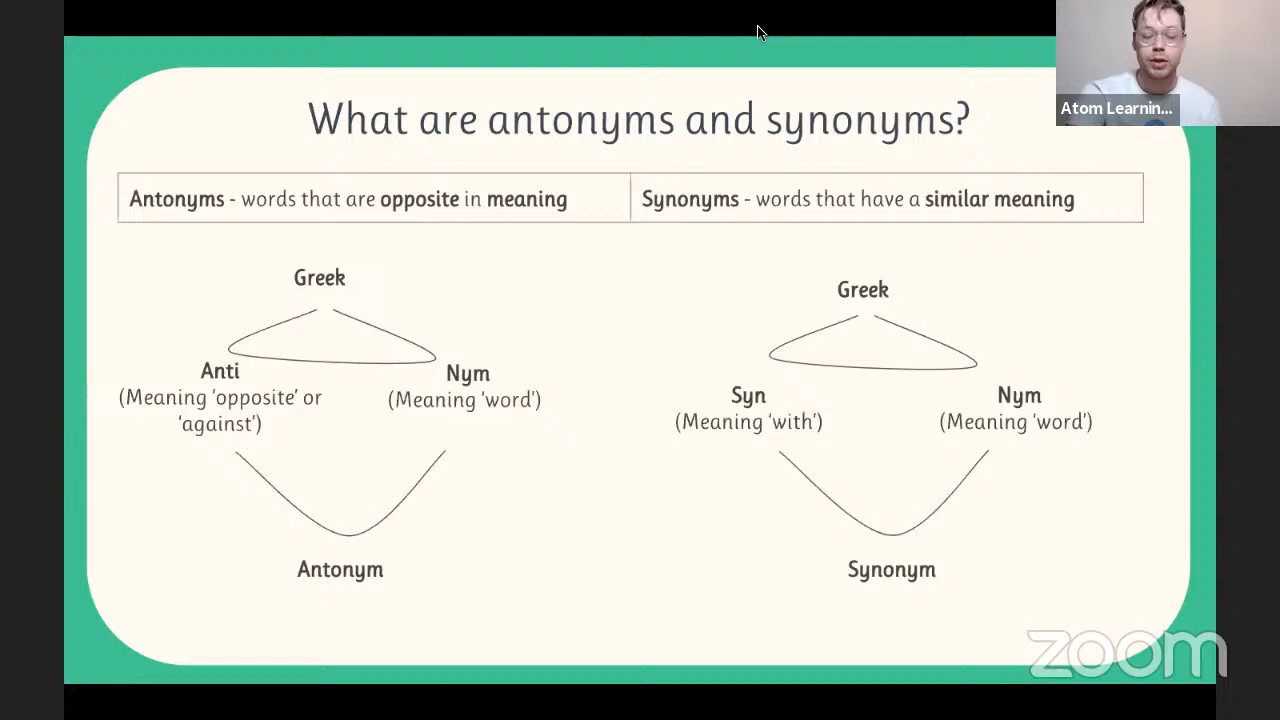 What are antonyms and synonyms?
Atom Learnin...
Antonyms - words that are opposite in meaning
Synonyms - words that have a similar meaning
Greek
Anti
(Meaning ‘opposite’ or
‘against’)
Nym
(Meaning ‘word’)
Antonym
Greek
Syn
(Meaning ‘with’)
Nym
(Meaning ‘word’)
Synonym
zoom